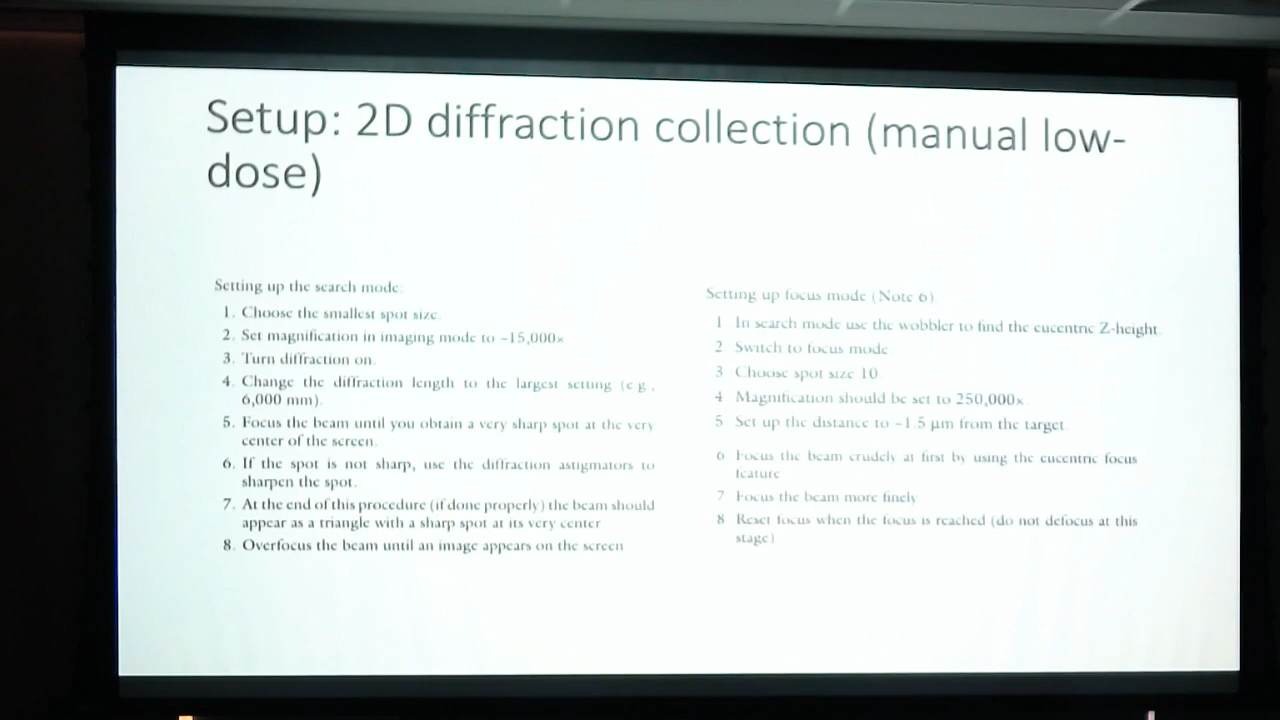 Setup: 2D diffraction collection (manual low-
dose)
Setting up the search mode:
1. Choose the smallest spot size.
2. Set magnification in imaging mode to ~15,000×
3. Turn diffraction on.
4. Change the diffraction length to the largest setting (e.g.,
6,000 mm).
5. Focus the beam until you obtain a very sharp spot at the very
center of the screen.
6. If the spot is not sharp, use the diffraction astigmators to
sharpen the spot.
7. At the end of this procedure (if done properly) the beam should
appear as a triangle with a sharp spot at its very center
8. Overfocus the beam until an image appears on the screen
Setting up focus mode (Note 6)
1 In search mode use the wobbler to find the eucentric Z-height.
2 Switch to focus mode
3 Choose spot size 10
4 Magnification should be set to 250,000×
5 Set up the distance to ~1.5 µm from the target.
6 Focus the beam crudely at first by using the eucentric focus
feature
7 Focus the beam more finely
8 Reset focus when the focus is reached (do not defocus at this
stage)